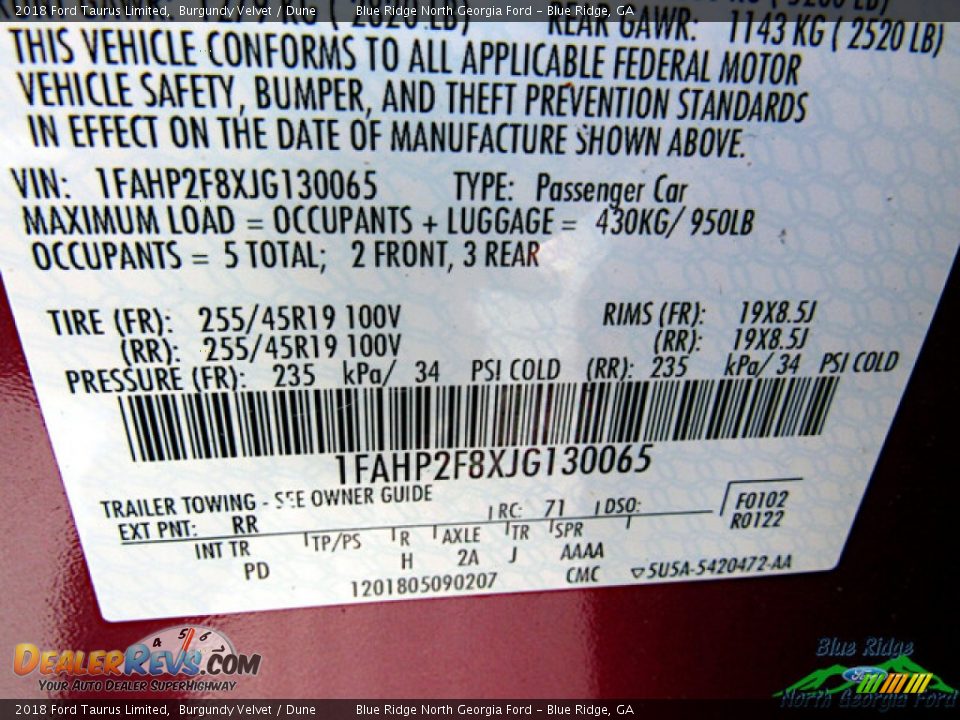 2018 Ford Taurus Limited,  Burgundy Velvet / Dune        Blue Ridge North Georgia Ford - Blue Ridge, GA
REAR GAWR: 1143 KG ( 2520 LB)
THIS VEHICLE CONFORMS TO ALL APPLICABLE FEDERAL MOTOR
VEHICLE SAFETY, BUMPER, AND THEFT PREVENTION STANDARDS
IN EFFECT ON THE DATE OF MANUFACTURE SHOWN ABOVE.
VIN: 1FAHP2F8XJG130065 TYPE: Passenger Car
MAXIMUM LOAD = OCCUPANTS + LUGGAGE = 430KG/ 950LB
OCCUPANTS = 5 TOTAL; 2 FRONT, 3 REAR
TIRE (FR): 255/45R19 100V RIMS (FR): 19X8.5J
(RR): 255/45R19 100V (RR): 19X8.5J
PRESSURE (FR): 235 kPa/ 34 PSI COLD (RR): 235 kPa/ 34 PSI COLD
1FAHP2F8XJG130065
TRAILER TOWING - SEE OWNER GUIDE
EXT PNT: RR RC: 71 DSO: F0102
R0122
INT TR TP/PS R AXLE TR SPR
PD H 2A J AAAA
1201805090207 CMC ▽5U5A-5420472-AA
4 5 6
DEALERREVS.COM
YOUR AUTO DEALER SUPERHIGHWAY
Blue Ridge
Ford
North Georgia Ford
2018 Ford Taurus Limited,  Burgundy Velvet / Dune        Blue Ridge North Georgia Ford - Blue Ridge, GA